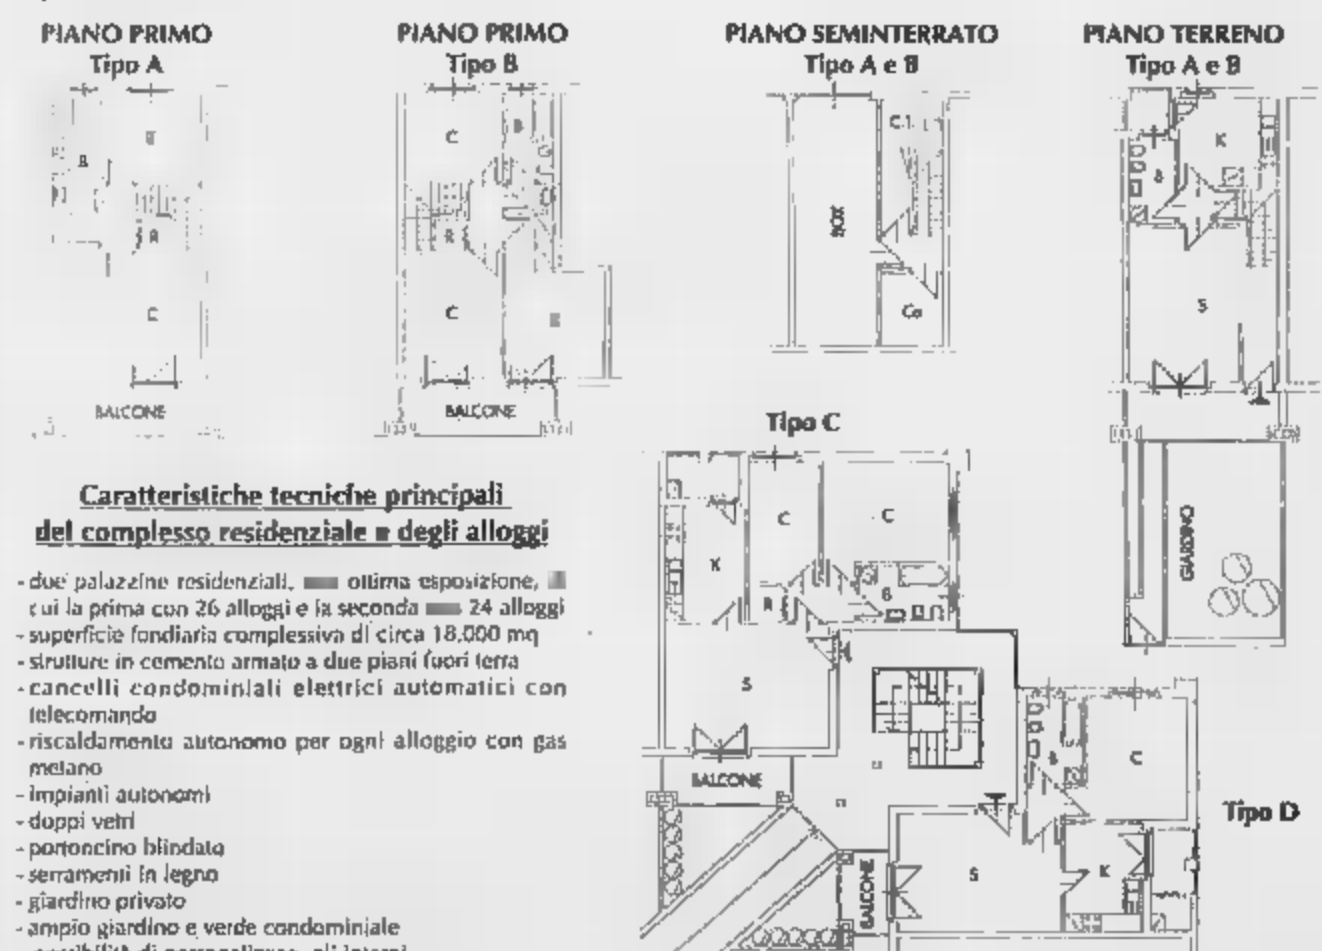 PIANO PRIMO
Tipo A
B
C
BALCONE
PIANO PRIMO
Tipo B
C
B
C
BALCONE
PIANO SEMINTERRATO
Tipo A e B
BOX
Ca
PIANO TERRENO
Tipo A e B
K
S
GIARDINO
Tipo C
C
C
K
B
S
BALCONE
C
Tipo D
S
K
BALCONE
Caratteristiche tecniche principali
del complesso residenziale e degli alloggi
- due palazzine residenziali, ottima esposizione,
cui la prima con 26 alloggi e la seconda 24 alloggi
- superficie fondiaria complessiva di circa 18.000 mq
- strutture in cemento armato a due piani fuori terra
- cancelli condominiali elettrici automatici con
telecomando
- riscaldamento autonomo per ogni alloggio con gas
metano
- impianti autonomi
- doppi vetri
- portoncino blindato
- serramenti in legno
- giardino privato
- ampio giardino e verde condominiale